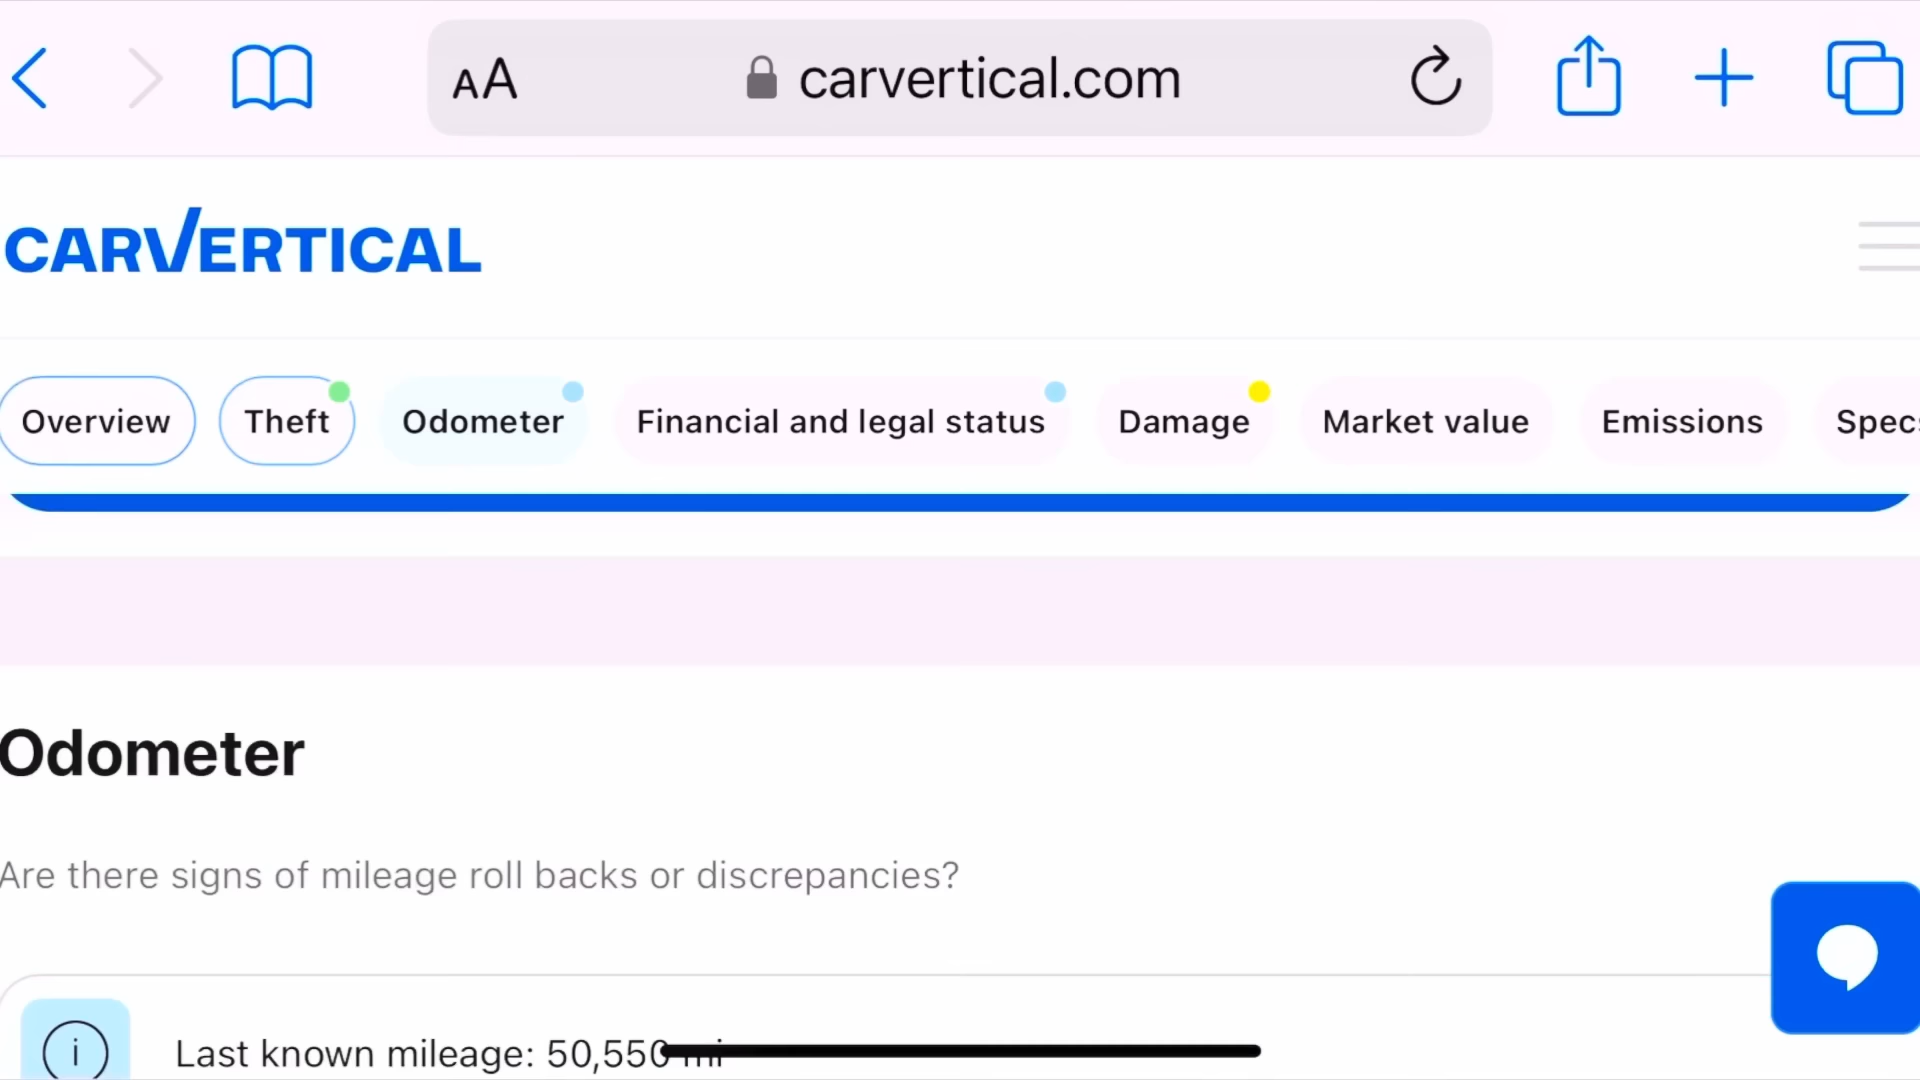 AA carvertical.com
CARVERTICAL
Overview Theft Odometer Financial and legal status Damage Market value Emissions
Odometer
Are there signs of mileage roll backs or discrepancies?
i Last known mileage: 50,550 mi